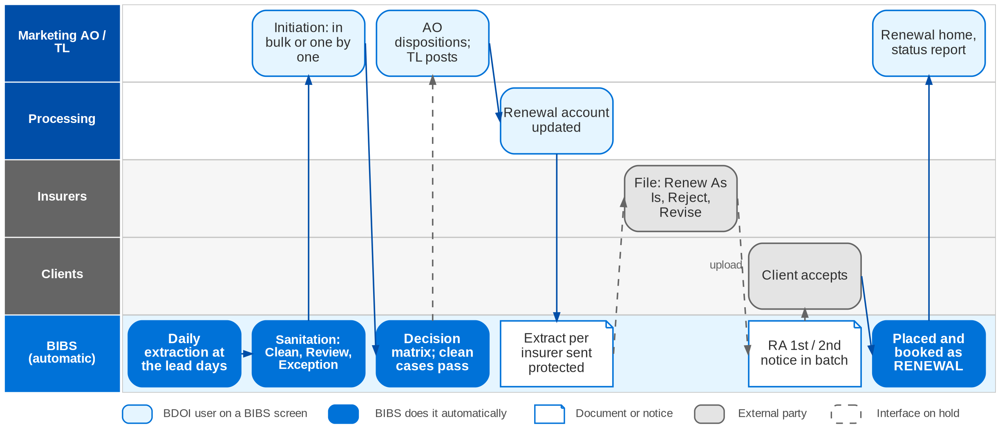 Marketing AO /
TL
Initiation: in
bulk or one by
one
AO
dispositions;
TL posts
Renewal home,
status report
Processing
Renewal account
updated
Insurers
File: Renew As
Is, Reject,
Revise
Clients
upload
Client accepts
BIBS
(automatic)
Daily
extraction at
the lead days
Sanitation:
Clean, Review,
Exception
Decision
matrix; clean
cases pass
Extract per
insurer sent
protected
RA 1st / 2nd
notice in batch
Placed and
booked as
RENEWAL
BDOI user on a BIBS screen
BIBS does it automatically
Document or notice
External party
Interface on hold